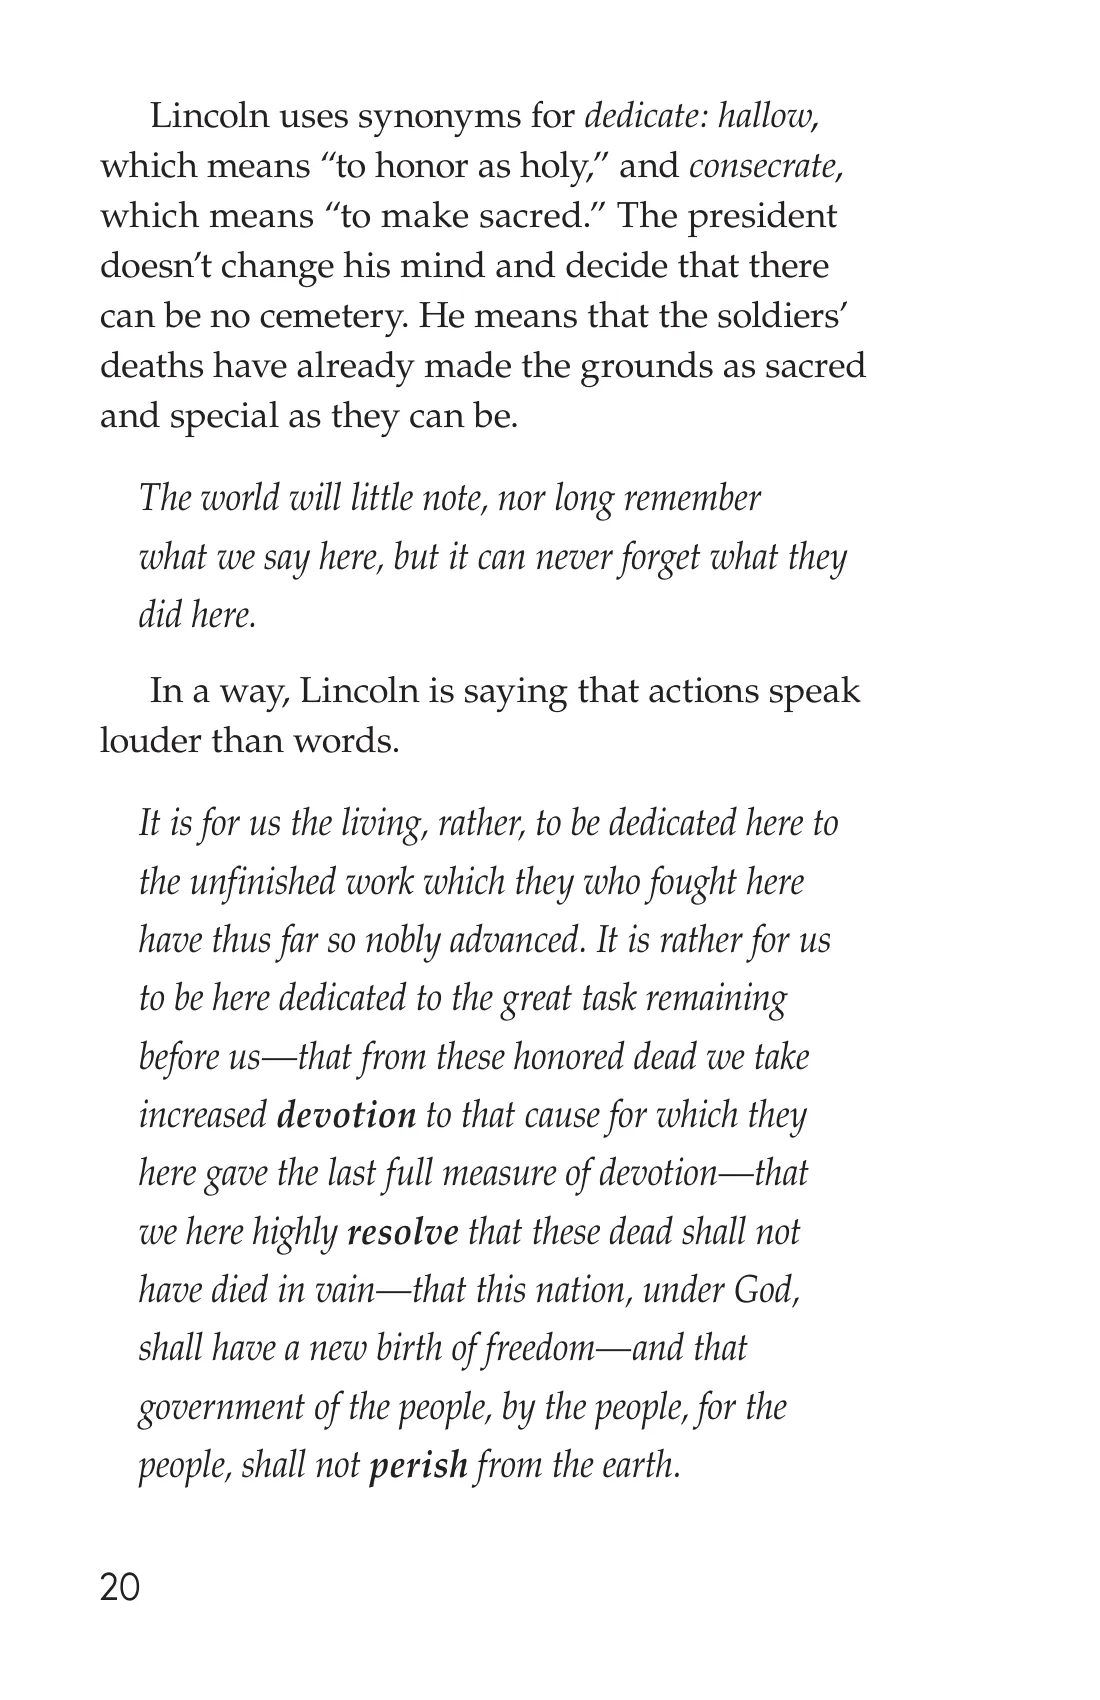 Lincoln uses synonyms for dedicate: hallow,
which means “to honor as holy,” and consecrate,
which means “to make sacred.” The president
doesn’t change his mind and decide that there
can be no cemetery. He means that the soldiers’
deaths have already made the grounds as sacred
and special as they can be.
The world will little note, nor long remember
what we say here, but it can never forget what they
did here.
In a way, Lincoln is saying that actions speak
louder than words.
It is for us the living, rather, to be dedicated here to
the unfinished work which they who fought here
have thus far so nobly advanced. It is rather for us
to be here dedicated to the great task remaining
before us—that from these honored dead we take
increased devotion to that cause for which they
here gave the last full measure of devotion—that
we here highly resolve that these dead shall not
have died in vain—that this nation, under God,
shall have a new birth of freedom—and that
government of the people, by the people, for the
people, shall not perish from the earth.
20